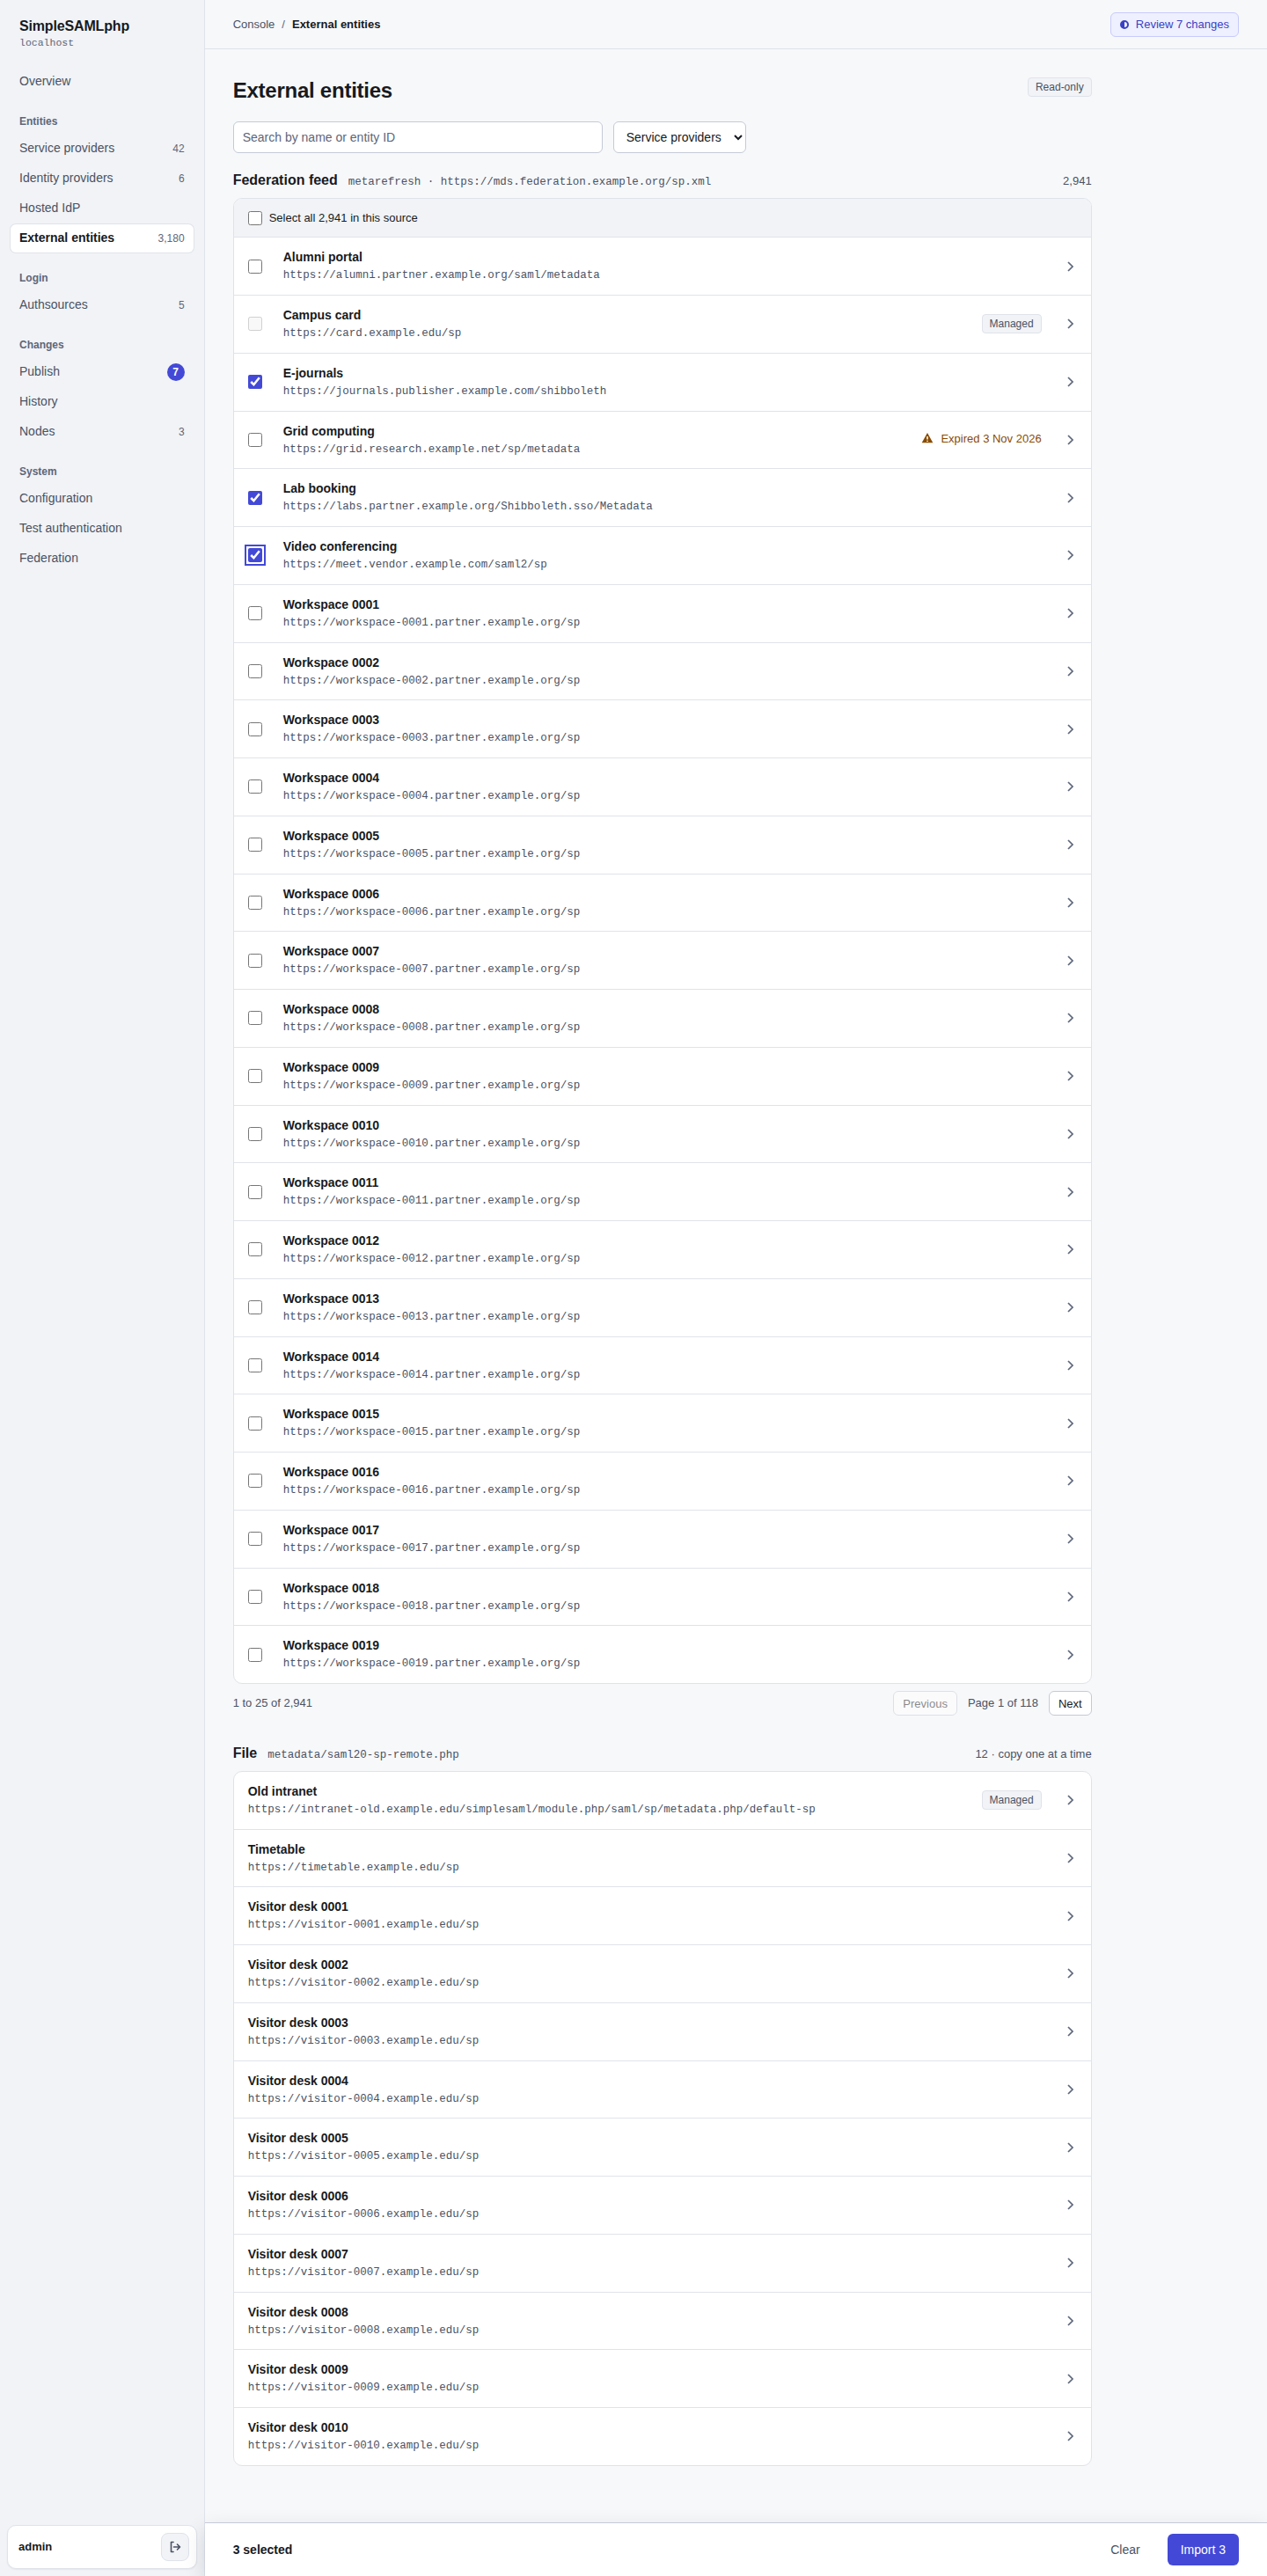 SimpleSAMLphp
localhost
Overview
Entities
Service providers 42
Identity providers 6
Hosted IdP
External entities 3,180
Login
Authsources 5
Changes
Publish 7
History
Nodes 3
System
Configuration
Test authentication
Federation
admin
Console / External entities
Review 7 changes
External entities
Read-only
Search by name or entity ID
Service providers
Federation feed metarefresh · https://mds.federation.example.org/sp.xml 2,941
Select all 2,941 in this source
Alumni portal
https://alumni.partner.example.org/saml/metadata
Campus card
https://card.example.edu/sp
Managed
E-journals
https://journals.publisher.example.com/shibboleth
Grid computing
https://grid.research.example.net/sp/metadata
Expired 3 Nov 2026
Lab booking
https://labs.partner.example.org/Shibboleth.sso/Metadata
Video conferencing
https://meet.vendor.example.com/saml2/sp
Workspace 0001
https://workspace-0001.partner.example.org/sp
Workspace 0002
https://workspace-0002.partner.example.org/sp
Workspace 0003
https://workspace-0003.partner.example.org/sp
Workspace 0004
https://workspace-0004.partner.example.org/sp
Workspace 0005
https://workspace-0005.partner.example.org/sp
Workspace 0006
https://workspace-0006.partner.example.org/sp
Workspace 0007
https://workspace-0007.partner.example.org/sp
Workspace 0008
https://workspace-0008.partner.example.org/sp
Workspace 0009
https://workspace-0009.partner.example.org/sp
Workspace 0010
https://workspace-0010.partner.example.org/sp
Workspace 0011
https://workspace-0011.partner.example.org/sp
Workspace 0012
https://workspace-0012.partner.example.org/sp
Workspace 0013
https://workspace-0013.partner.example.org/sp
Workspace 0014
https://workspace-0014.partner.example.org/sp
Workspace 0015
https://workspace-0015.partner.example.org/sp
Workspace 0016
https://workspace-0016.partner.example.org/sp
Workspace 0017
https://workspace-0017.partner.example.org/sp
Workspace 0018
https://workspace-0018.partner.example.org/sp
Workspace 0019
https://workspace-0019.partner.example.org/sp
1 to 25 of 2,941
Previous Page 1 of 118 Next
File metadata/saml20-sp-remote.php 12 · copy one at a time
Old intranet
https://intranet-old.example.edu/simplesaml/module.php/saml/sp/metadata.php/default-sp
Managed
Timetable
https://timetable.example.edu/sp
Visitor desk 0001
https://visitor-0001.example.edu/sp
Visitor desk 0002
https://visitor-0002.example.edu/sp
Visitor desk 0003
https://visitor-0003.example.edu/sp
Visitor desk 0004
https://visitor-0004.example.edu/sp
Visitor desk 0005
https://visitor-0005.example.edu/sp
Visitor desk 0006
https://visitor-0006.example.edu/sp
Visitor desk 0007
https://visitor-0007.example.edu/sp
Visitor desk 0008
https://visitor-0008.example.edu/sp
Visitor desk 0009
https://visitor-0009.example.edu/sp
Visitor desk 0010
https://visitor-0010.example.edu/sp
3 selected
Clear
Import 3